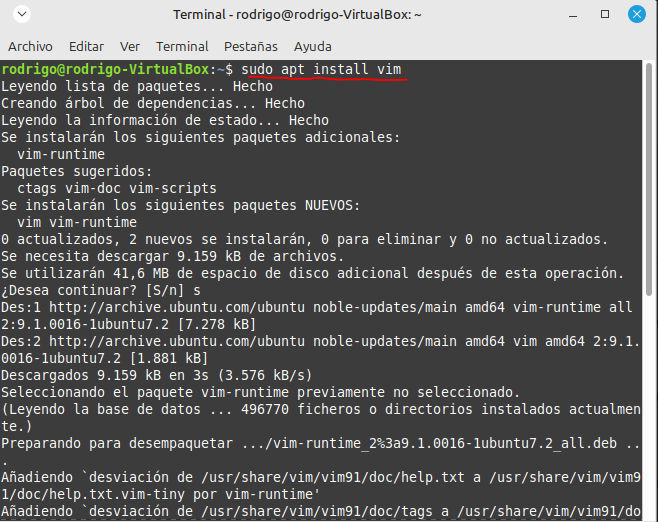 Terminal - rodrigo@rodrigo-VirtualBox: ~
Archivo Editar Ver Terminal Pestañas Ayuda
rodrigo@rodrigo-VirtualBox:~$ sudo apt install vim
Leyendo lista de paquetes... Hecho
Creando árbol de dependencias... Hecho
Leyendo la información de estado... Hecho
Se instalarán los siguientes paquetes adicionales:
  vim-runtime
Paquetes sugeridos:
  ctags vim-doc vim-scripts
Se instalarán los siguientes paquetes NUEVOS:
  vim vim-runtime
0 actualizados, 2 nuevos se instalarán, 0 para eliminar y 0 no actualizados.
Se necesita descargar 9.159 kB de archivos.
Se utilizarán 41,6 MB de espacio de disco adicional después de esta operación.
¿Desea continuar? [S/n] s
Des:1 http://archive.ubuntu.com/ubuntu noble-updates/main amd64 vim-runtime all
2:9.1.0016-1ubuntu7.2 [7.278 kB]
Des:2 http://archive.ubuntu.com/ubuntu noble-updates/main amd64 vim amd64 2:9.1.
0016-1ubuntu7.2 [1.881 kB]
Descargados 9.159 kB en 3s (3.576 kB/s)
Seleccionando el paquete vim-runtime previamente no seleccionado.
(Leyendo la base de datos ... 496770 ficheros o directorios instalados actualmen
te.)
Preparando para desempaquetar .../vim-runtime_2%3a9.1.0016-1ubuntu7.2_all.deb ..
.
Añadiendo `desviación de /usr/share/vim/vim91/doc/help.txt a /usr/share/vim/vim9
1/doc/help.txt.vim-tiny por vim-runtime'
Añadiendo `desviación de /usr/share/vim/vim91/doc/tags a /usr/share/vim/vim91/do